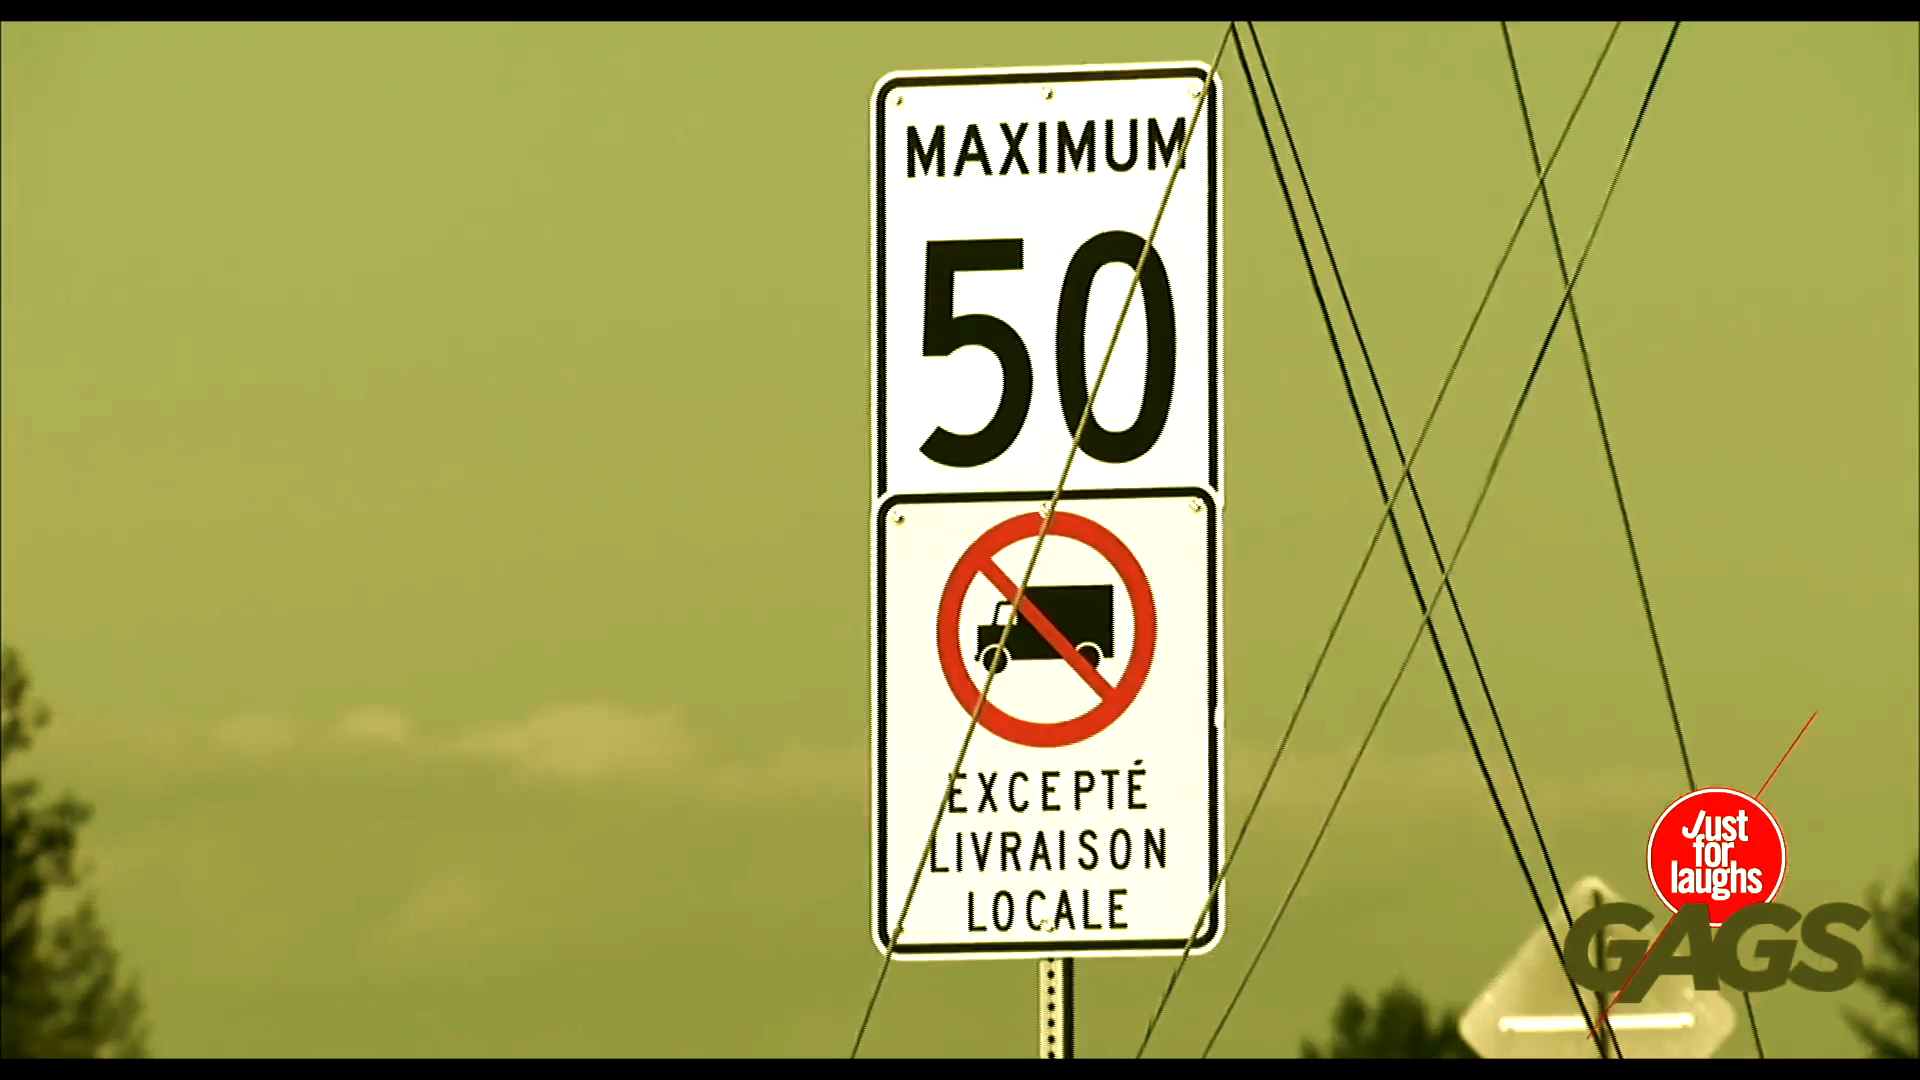 MAXIMUM
50
EXCEPTÉ
LIVRAISON
LOCALE
Just
for
laughs
GAGS